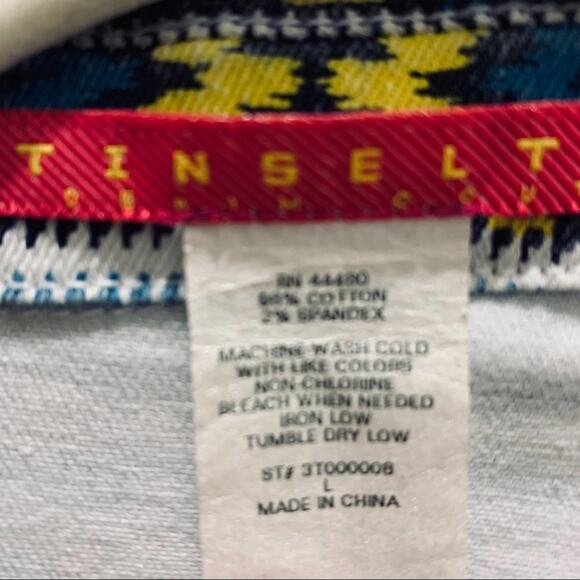 TINSELT
RN 44480
98% COTTON
2% SPANDEX
MACHINE WASH COLD
WITH LIKE COLORS
NON-CHLORINE
BLEACH WHEN NEEDED
IRON LOW
TUMBLE DRY LOW
ST# 3T000008
L
MADE IN CHINA